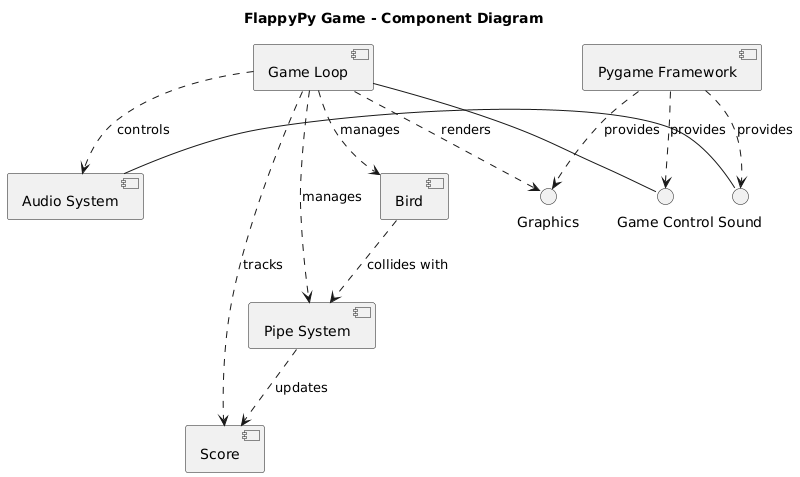 FlappyPy Game - Component Diagram
Game Loop
Pygame Framework
controls
manages
renders
provides
provides
provides
Audio System
manages
Bird
Graphics
Game Control
Sound
tracks
collides with
Pipe System
updates
Score